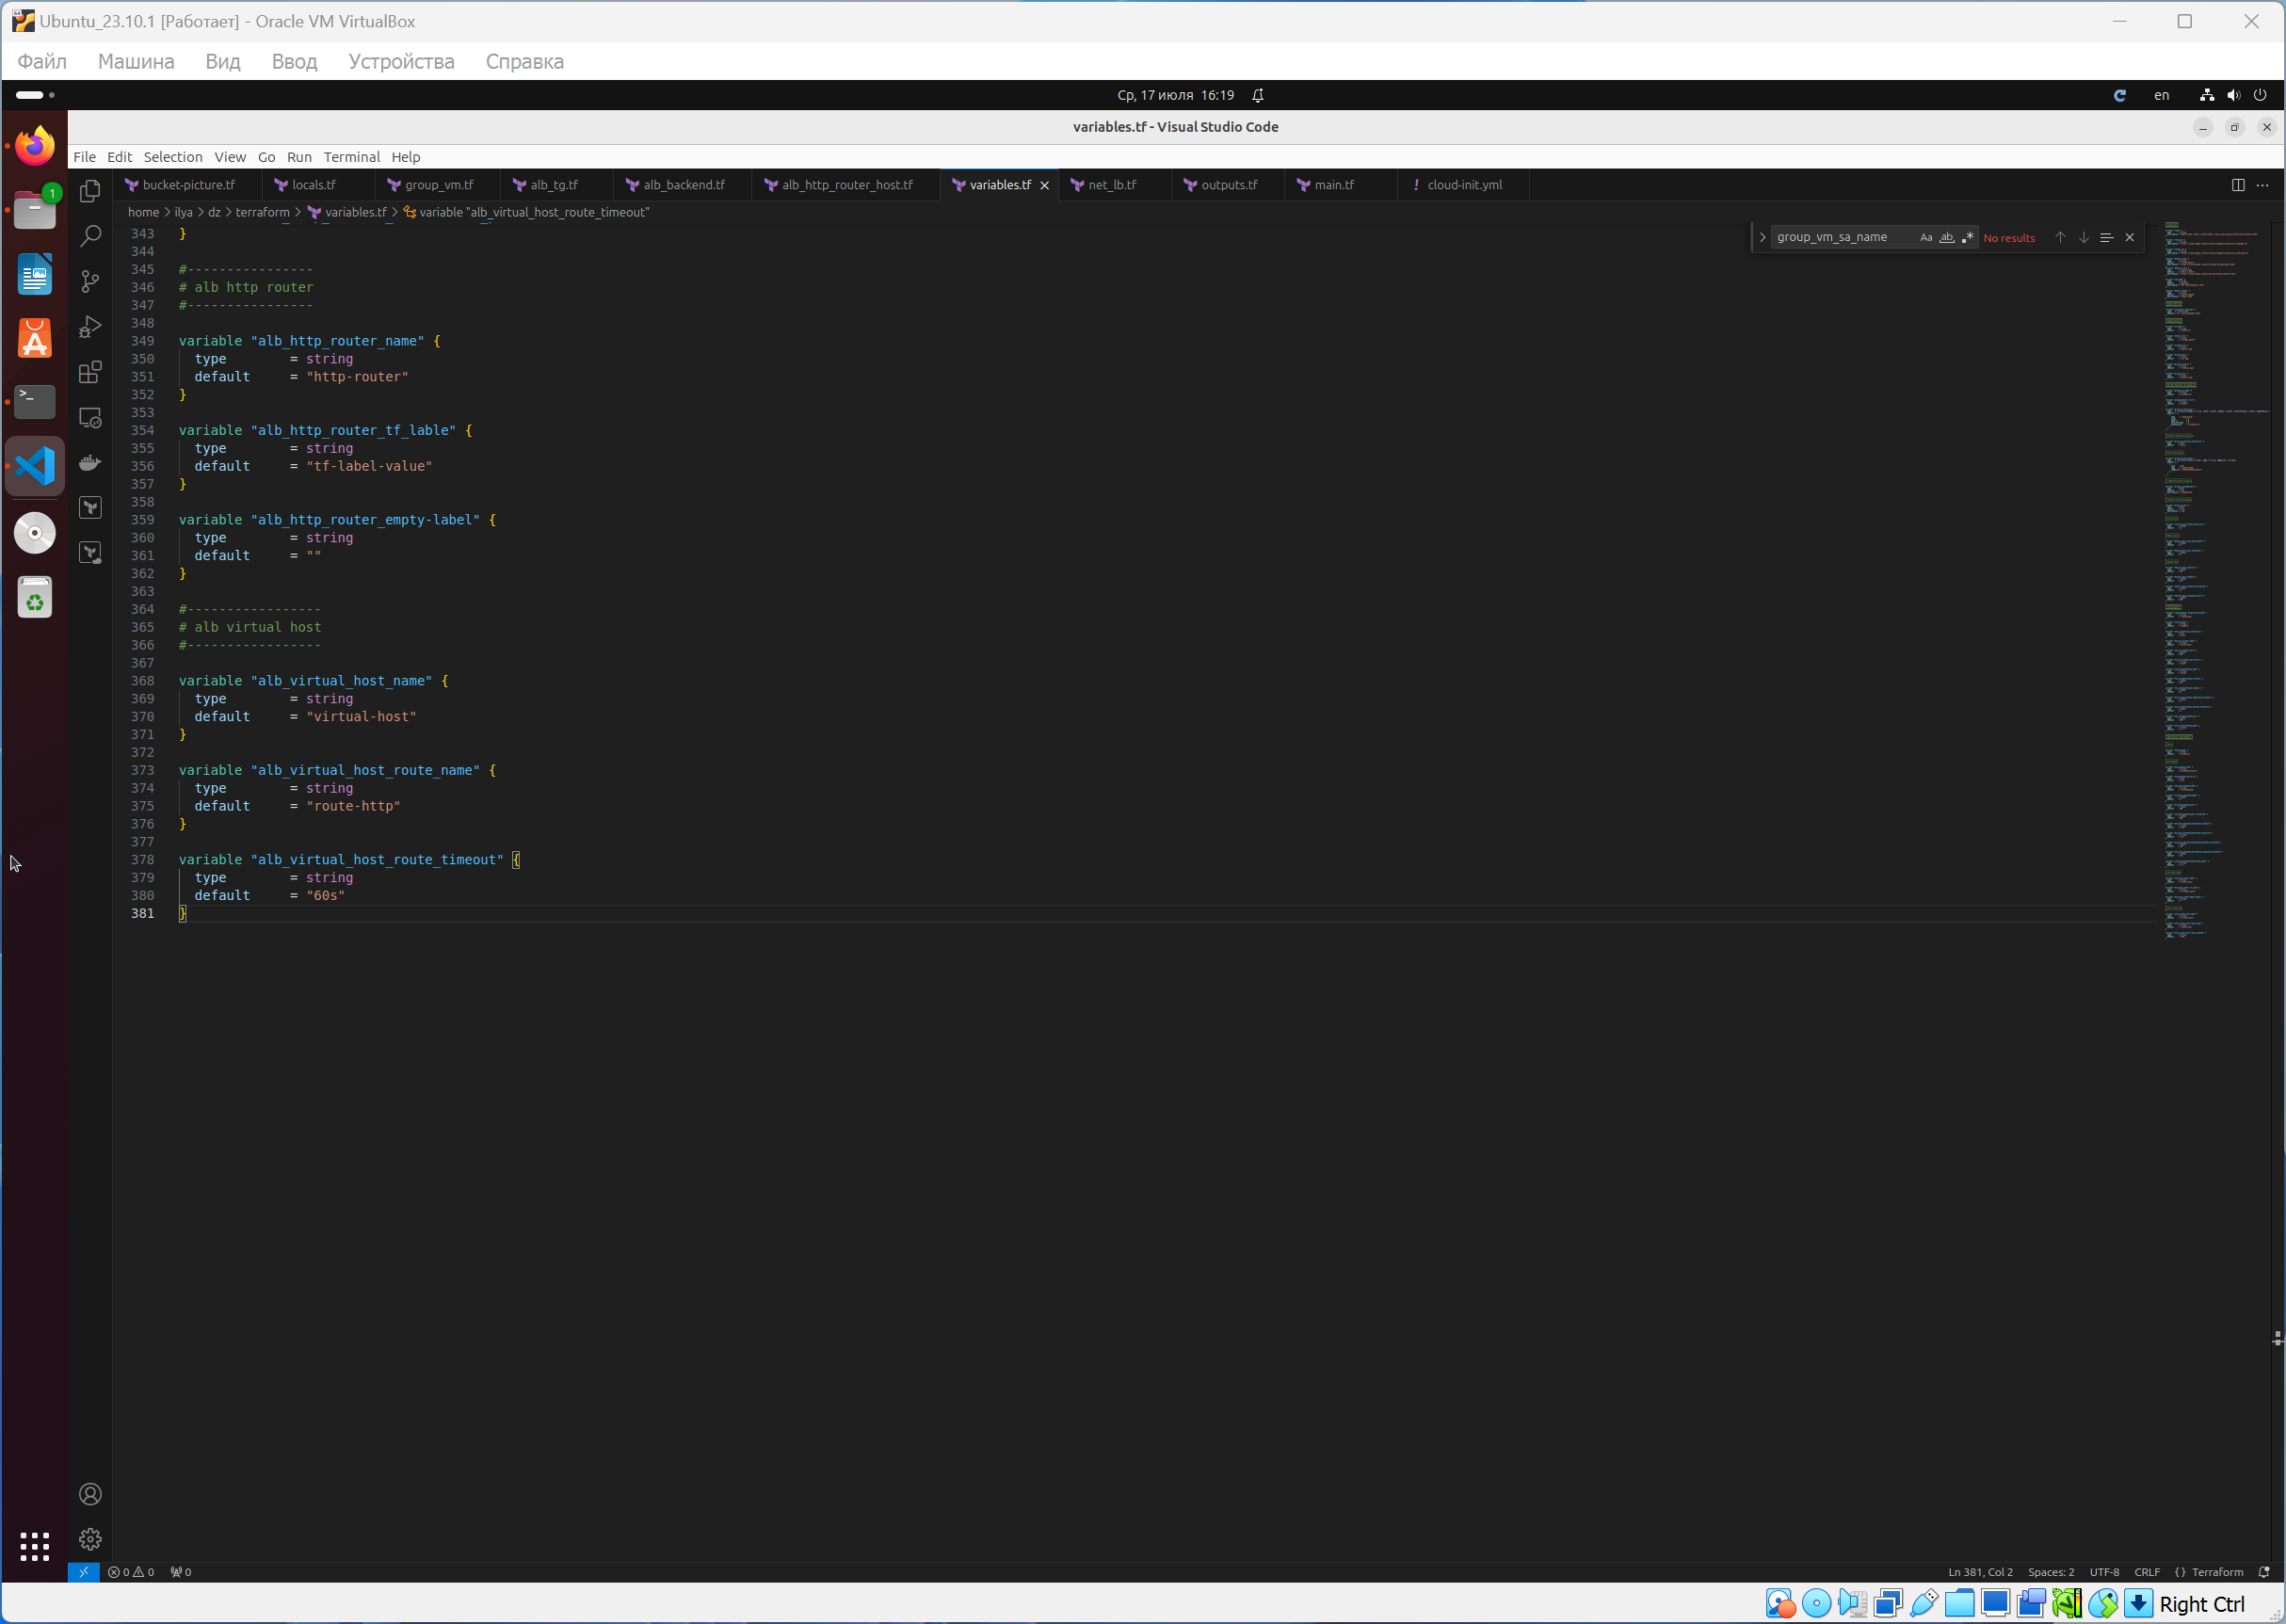 Ubuntu_23.10.1 [Работает] - Oracle VM VirtualBox
Файл Машина Вид Ввод Устройства Справка
Ср, 17 июля 16:19
en
variables.tf - Visual Studio Code
File Edit Selection View Go Run Terminal Help
1
bucket-picture.tf locals.tf group_vm.tf alb_tg.tf alb_backend.tf alb_http_router_host.tf variables.tf net_lb.tf outputs.tf main.tf ! cloud-init.yml
home > ilya > dz > terraform > variables.tf > variable "alb_virtual_host_route_timeout"
group_vm_sa_name Aa ab .* No results
343 }
344
345 #----------------
346 # alb http router
347 #----------------
348
349 variable "alb_http_router_name" {
350   type        = string
351   default     = "http-router"
352 }
353
354 variable "alb_http_router_tf_lable" {
355   type        = string
356   default     = "tf-label-value"
357 }
358
359 variable "alb_http_router_empty-label" {
360   type        = string
361   default     = ""
362 }
363
364 #-----------------
365 # alb virtual host
366 #-----------------
367
368 variable "alb_virtual_host_name" {
369   type        = string
370   default     = "virtual-host"
371 }
372
373 variable "alb_virtual_host_route_name" {
374   type        = string
375   default     = "route-http"
376 }
377
378 variable "alb_virtual_host_route_timeout" {
379   type        = string
380   default     = "60s"
381 }
0 0 0
Ln 381, Col 2 Spaces: 2 UTF-8 CRLF {} Terraform
Right Ctrl